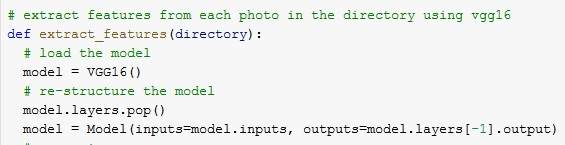 # extract features from each photo in the directory using vgg16
def extract_features(directory):
# load the model
model = VGG16()
# re-structure the model
model.layers.pop()
model = Model(inputs=model.inputs, outputs=model.layers[-1].output)